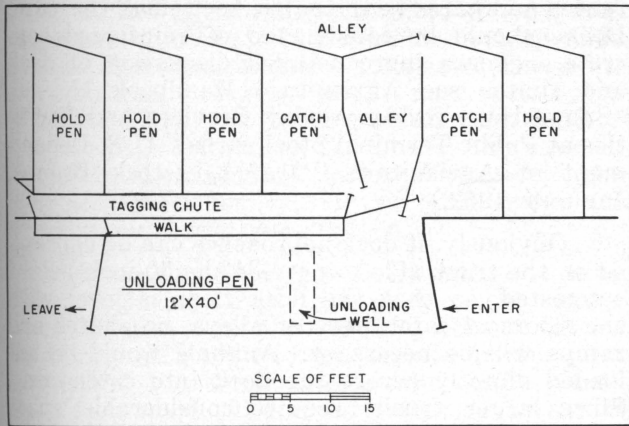 ALLEY
HOLD PEN
HOLD PEN
HOLD PEN
CATCH PEN
ALLEY
CATCH PEN
HOLD PEN
TAGGING CHUTE
WALK
UNLOADING PEN
12'X40'
LEAVE
UNLOADING WELL
ENTER
SCALE OF FEET
0 5 10 15